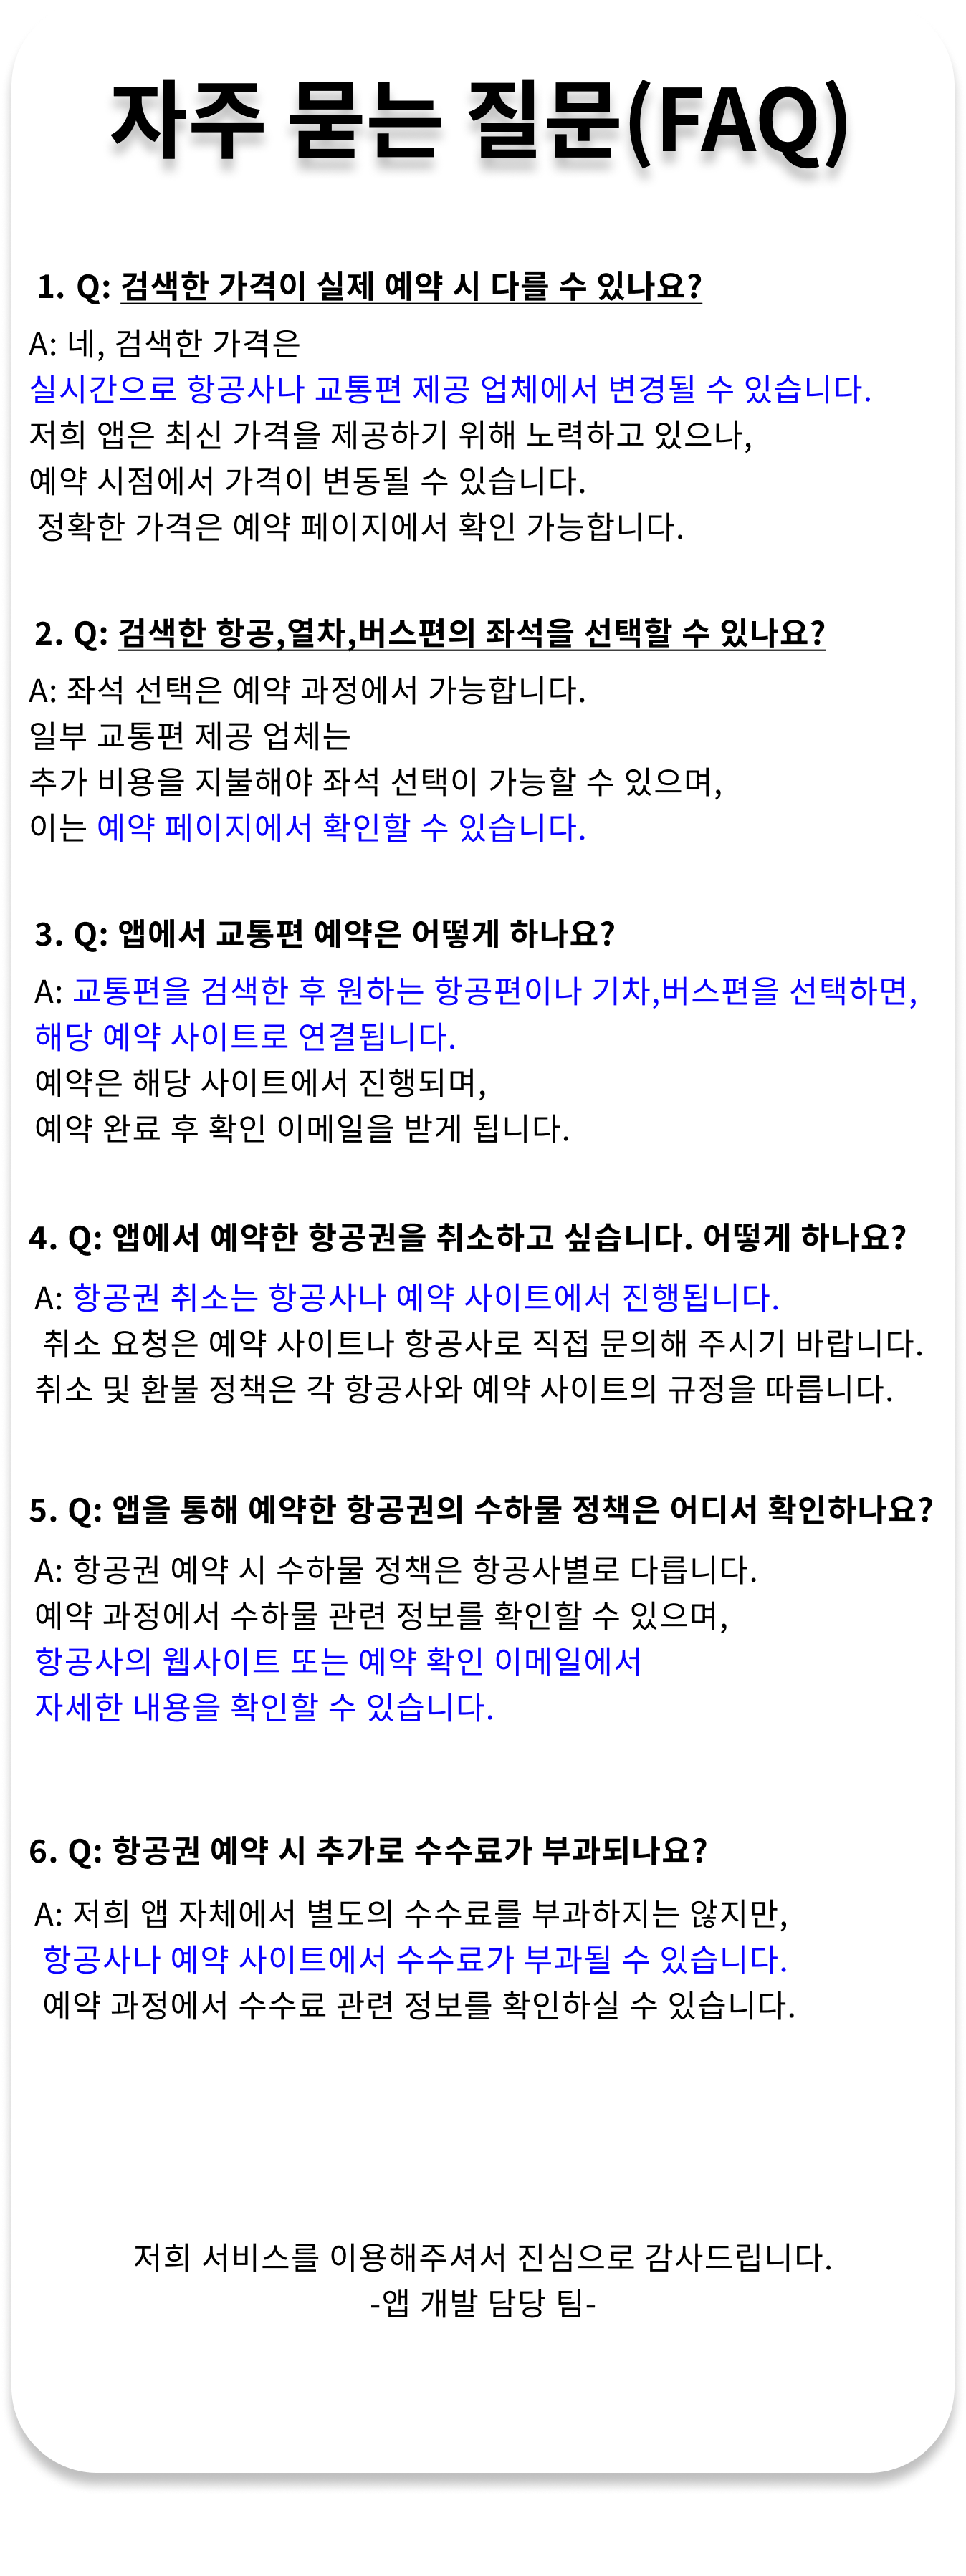 자주 묻는 질문(FAQ)
1. Q: 검색한 가격이 실제 예약 시 다를 수 있나요?
A: 네, 검색한 가격은
실시간으로 항공사나 교통편 제공 업체에서 변경될 수 있습니다.
저희 앱은 최신 가격을 제공하기 위해 노력하고 있으나,
예약 시점에서 가격이 변동될 수 있습니다.
정확한 가격은 예약 페이지에서 확인 가능합니다.
2. Q: 검색한 항공,열차,버스편의 좌석을 선택할 수 있나요?
A: 좌석 선택은 예약 과정에서 가능합니다.
일부 교통편 제공 업체는
추가 비용을 지불해야 좌석 선택이 가능할 수 있으며,
이는 예약 페이지에서 확인할 수 있습니다.
3. Q: 앱에서 교통편 예약은 어떻게 하나요?
A: 교통편을 검색한 후 원하는 항공편이나 기차,버스편을 선택하면,
해당 예약 사이트로 연결됩니다.
예약은 해당 사이트에서 진행되며,
예약 완료 후 확인 이메일을 받게 됩니다.
4. Q: 앱에서 예약한 항공권을 취소하고 싶습니다. 어떻게 하나요?
A: 항공권 취소는 항공사나 예약 사이트에서 진행됩니다.
취소 요청은 예약 사이트나 항공사로 직접 문의해 주시기 바랍니다.
취소 및 환불 정책은 각 항공사와 예약 사이트의 규정을 따릅니다.
5. Q: 앱을 통해 예약한 항공권의 수하물 정책은 어디서 확인하나요?
A: 항공권 예약 시 수하물 정책은 항공사별로 다릅니다.
예약 과정에서 수하물 관련 정보를 확인할 수 있으며,
항공사의 웹사이트 또는 예약 확인 이메일에서
자세한 내용을 확인할 수 있습니다.
6. Q: 항공권 예약 시 추가로 수수료가 부과되나요?
A: 저희 앱 자체에서 별도의 수수료를 부과하지는 않지만,
항공사나 예약 사이트에서 수수료가 부과될 수 있습니다.
예약 과정에서 수수료 관련 정보를 확인하실 수 있습니다.
저희 서비스를 이용해주셔서 진심으로 감사드립니다.
-앱 개발 담당 팀-